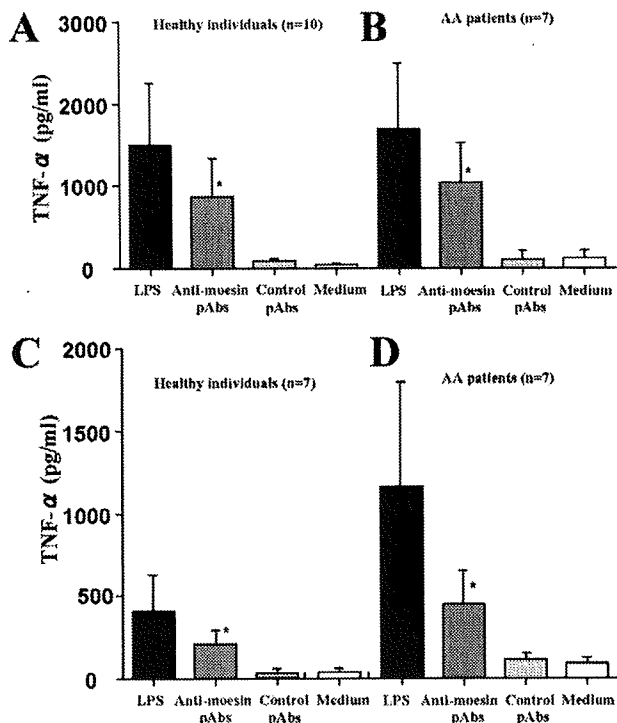 A
Healthy individuals (n=10)
B
AA patients (n=7)
TNF-α (pg/ml)
3000
2000
1000
0
*
*
LPS Anti-moesin pAbs Control pAbs Medium
LPS Anti-moesin pAbs Control pAbs Medium
C
Healthy individuals (n=7)
D
AA patients (n=7)
TNF-α (pg/ml)
2000
1500
1000
500
0
*
*
LPS Anti-moesin pAbs Control pAbs Medium
LPS Anti-moesin pAbs Control pAbs Medium